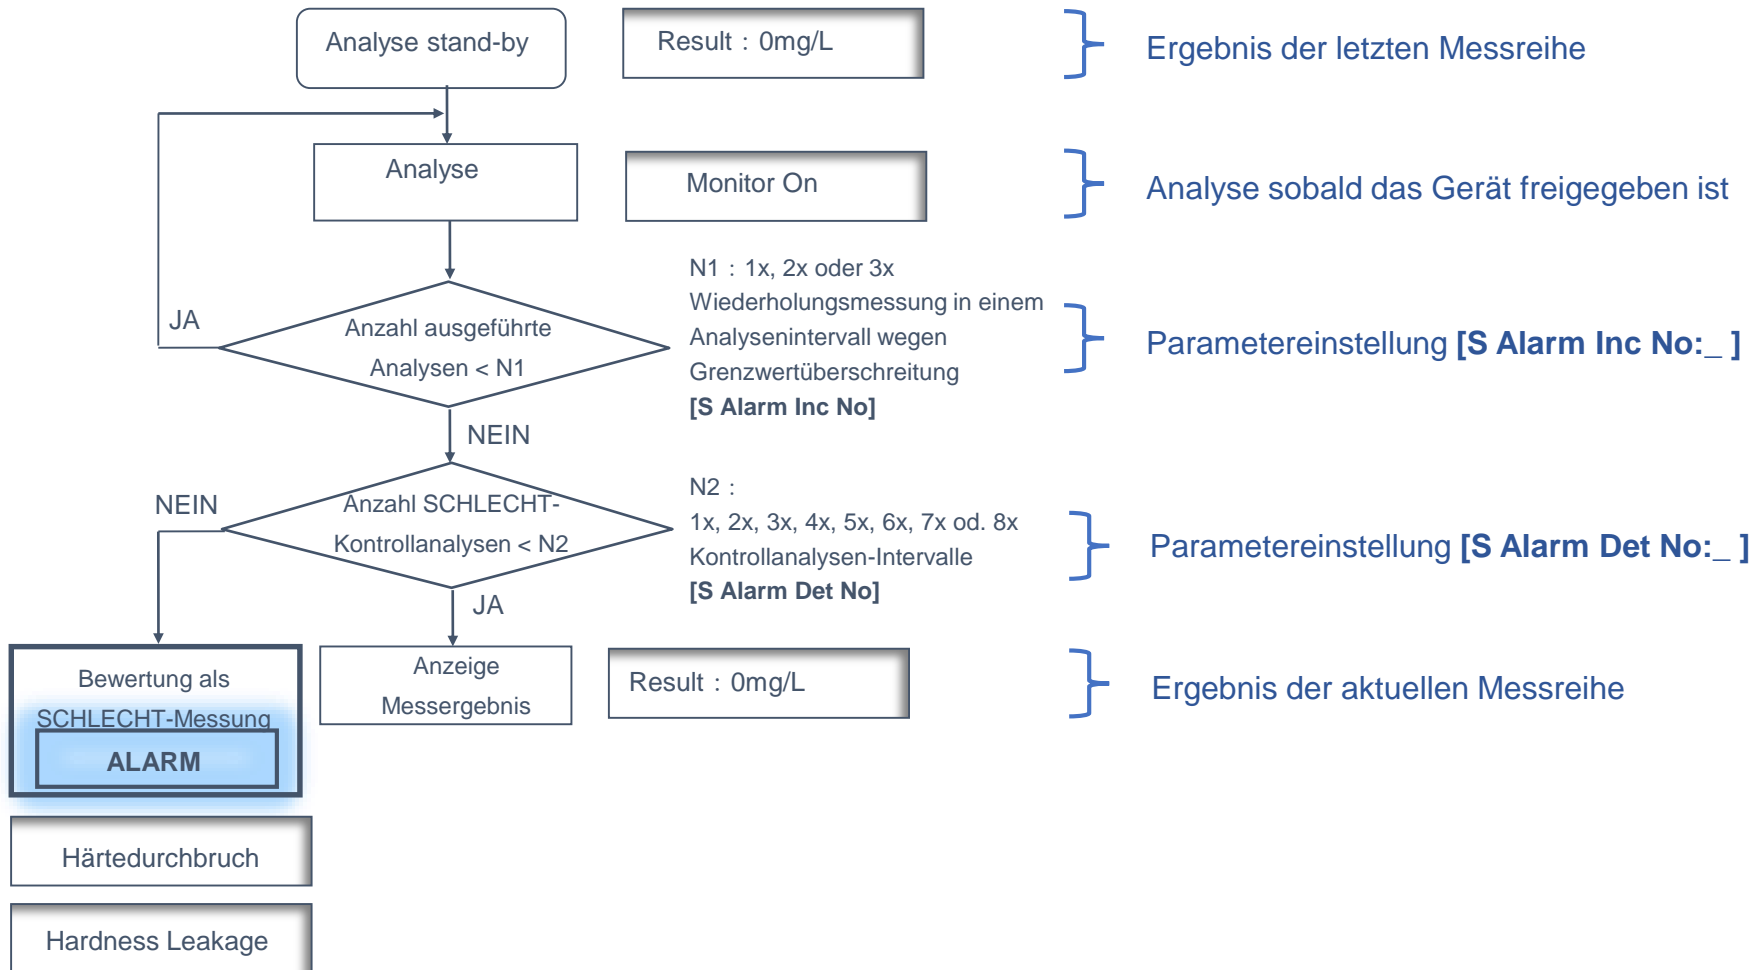 Analyse stand-by
Result : 0mg/L
Ergebnis der letzten Messreihe
Analyse
Monitor On
Analyse sobald das Gerät freigegeben ist
JA
Anzahl ausgeführte
Analysen < N1
N1 : 1x, 2x oder 3x
Wiederholungsmessung in einem
Analysenintervall wegen
Grenzwertüberschreitung
[S Alarm Inc No]
Parametereinstellung [S Alarm Inc No:_ ]
NEIN
NEIN
Anzahl SCHLECHT-
Kontrollanalysen < N2
N2 :
1x, 2x, 3x, 4x, 5x, 6x, 7x od. 8x
Kontrollanalysen-Intervalle
[S Alarm Det No]
Parametereinstellung [S Alarm Det No:_ ]
JA
Bewertung als
SCHLECHT-Messung
ALARM
Anzeige
Messergebnis
Result : 0mg/L
Ergebnis der aktuellen Messreihe
Härtedurchbruch
Hardness Leakage